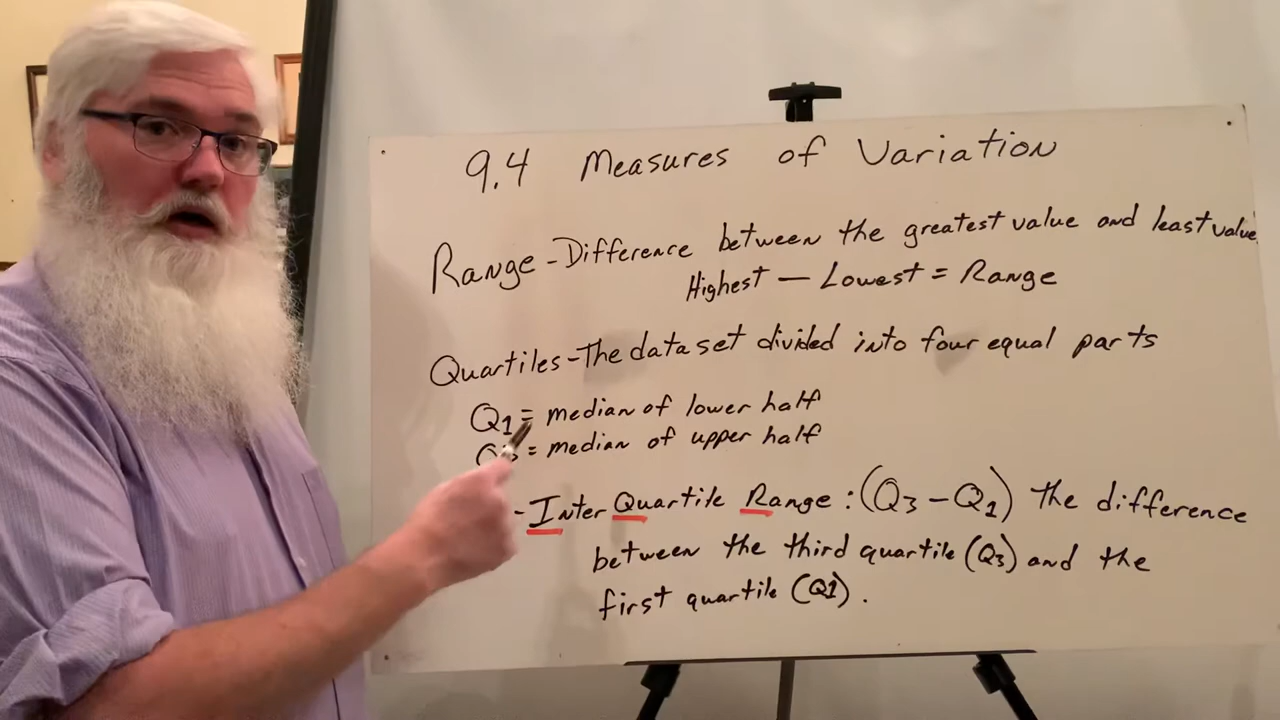 9.4 Measures of Variation
Range - Difference between the greatest value and least value
Highest — Lowest = Range
Quartiles - The data set divided into four equal parts
Q1 = median of lower half
= median of upper half
- Inter Quartile Range : (Q3 - Q1) the difference
between the third quartile (Q3) and the
first quartile (Q1).